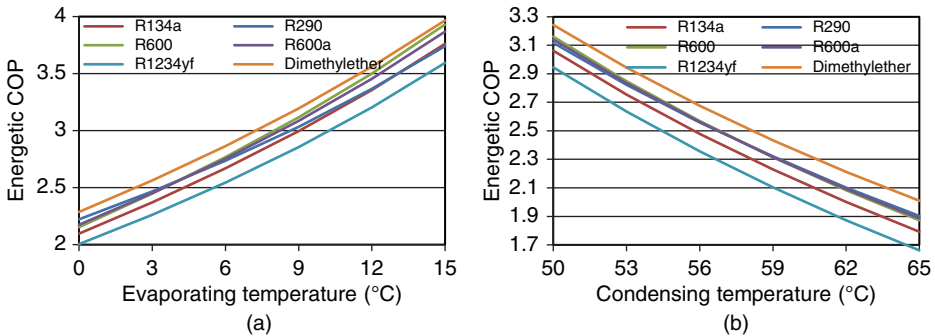 4
3.5
3
2.5
2
Energetic COP
R134a
R290
R600
R600a
R1234yf
Dimethylether
0
3
6
9
12
15
Evaporating temperature (°C)
(a)
3.3
3.1
2.9
2.7
2.5
2.3
2.1
1.9
1.7
Energetic COP
R134a
R290
R600
R600a
R1234yf
Dimethylether
50
53
56
59
62
65
Condensing temperature (°C)
(b)